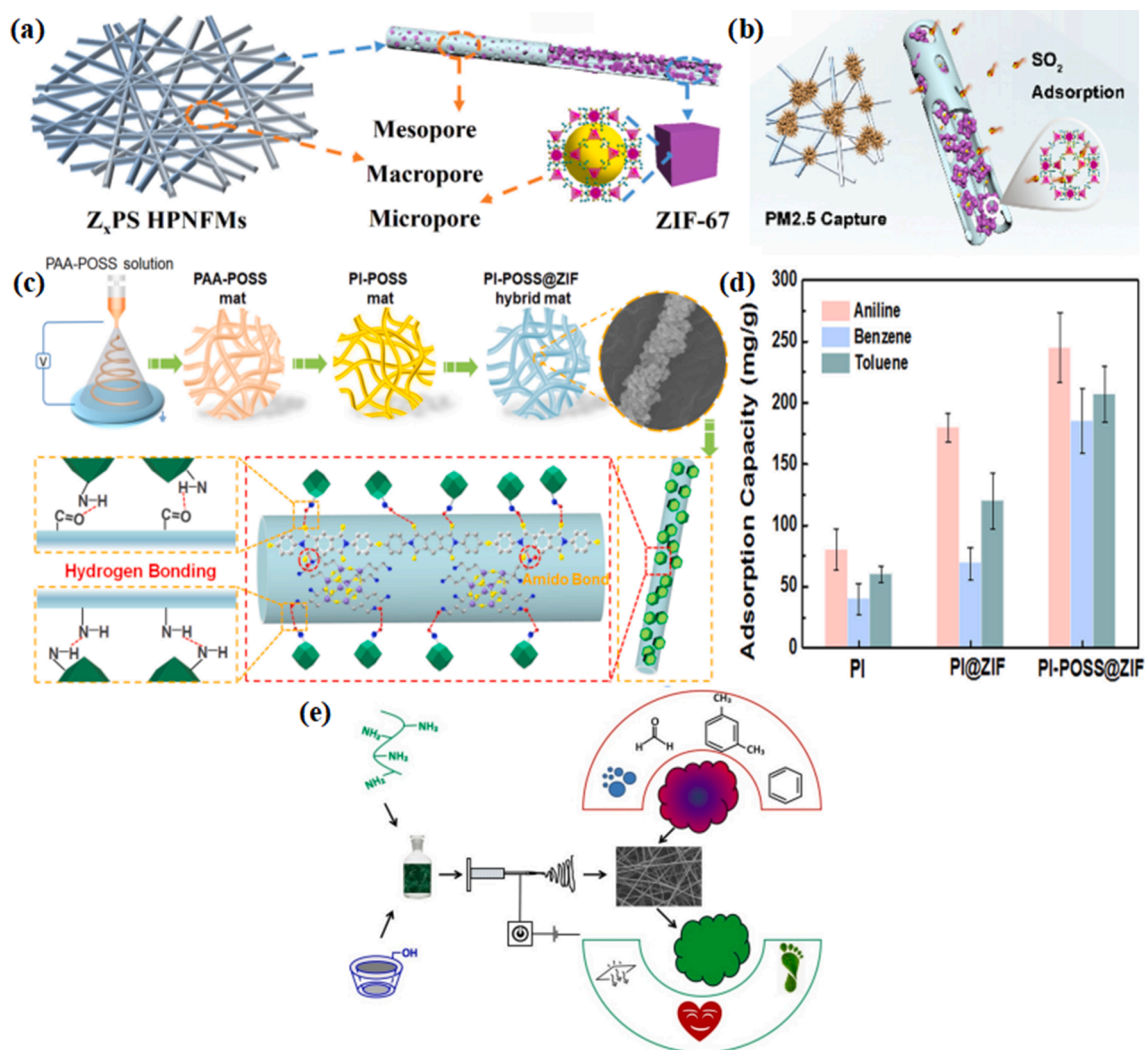 (a)
Mesopore
Macropore
Micropore
ZxPS HPNFMs
ZIF-67
(b)
SO2
Adsorption
PM2.5 Capture
(c)
PAA-POSS solution
V
PAA-POSS
mat
PI-POSS
mat
PI-POSS@ZIF
hybrid mat
N-H
C=O
H-N
C=O
Hydrogen Bonding
N-H
N-H
N-H
N-H
Amido Bond
(d)
Adsorption Capacity (mg/g)
300
250
200
150
100
50
0
Aniline
Benzene
Toluene
PI
PI@ZIF
PI-POSS@ZIF
(e)
NH2
NH2
NH2
NH2
OH
O
H
H
CH3
CH3